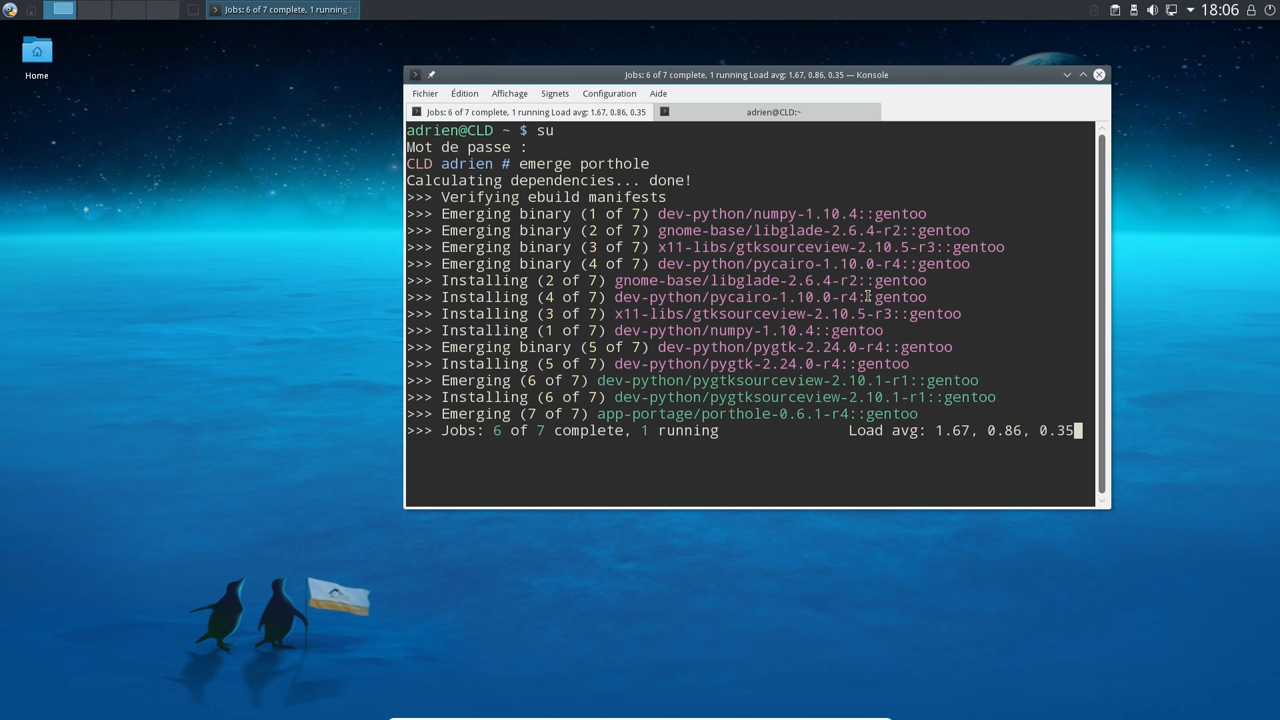 Jobs: 6 of 7 complete, 1 running L
18:06
Home
Jobs: 6 of 7 complete, 1 running Load avg: 1.67, 0.86, 0.35 — Konsole
Fichier Édition Affichage Signets Configuration Aide
Jobs: 6 of 7 complete, 1 running Load avg: 1.67, 0.86, 0.35 adrien@CLD:~
adrien@CLD ~ $ su
Mot de passe :
CLD adrien # emerge porthole
Calculating dependencies... done!
>>> Verifying ebuild manifests
>>> Emerging binary (1 of 7) dev-python/numpy-1.10.4::gentoo
>>> Emerging binary (2 of 7) gnome-base/libglade-2.6.4-r2::gentoo
>>> Emerging binary (3 of 7) x11-libs/gtksourceview-2.10.5-r3::gentoo
>>> Emerging binary (4 of 7) dev-python/pycairo-1.10.0-r4::gentoo
>>> Installing (2 of 7) gnome-base/libglade-2.6.4-r2::gentoo
>>> Installing (4 of 7) dev-python/pycairo-1.10.0-r4::gentoo
>>> Installing (3 of 7) x11-libs/gtksourceview-2.10.5-r3::gentoo
>>> Installing (1 of 7) dev-python/numpy-1.10.4::gentoo
>>> Emerging binary (5 of 7) dev-python/pygtk-2.24.0-r4::gentoo
>>> Installing (5 of 7) dev-python/pygtk-2.24.0-r4::gentoo
>>> Emerging (6 of 7) dev-python/pygtksourceview-2.10.1-r1::gentoo
>>> Installing (6 of 7) dev-python/pygtksourceview-2.10.1-r1::gentoo
>>> Emerging (7 of 7) app-portage/porthole-0.6.1-r4::gentoo
>>> Jobs: 6 of 7 complete, 1 running Load avg: 1.67, 0.86, 0.35